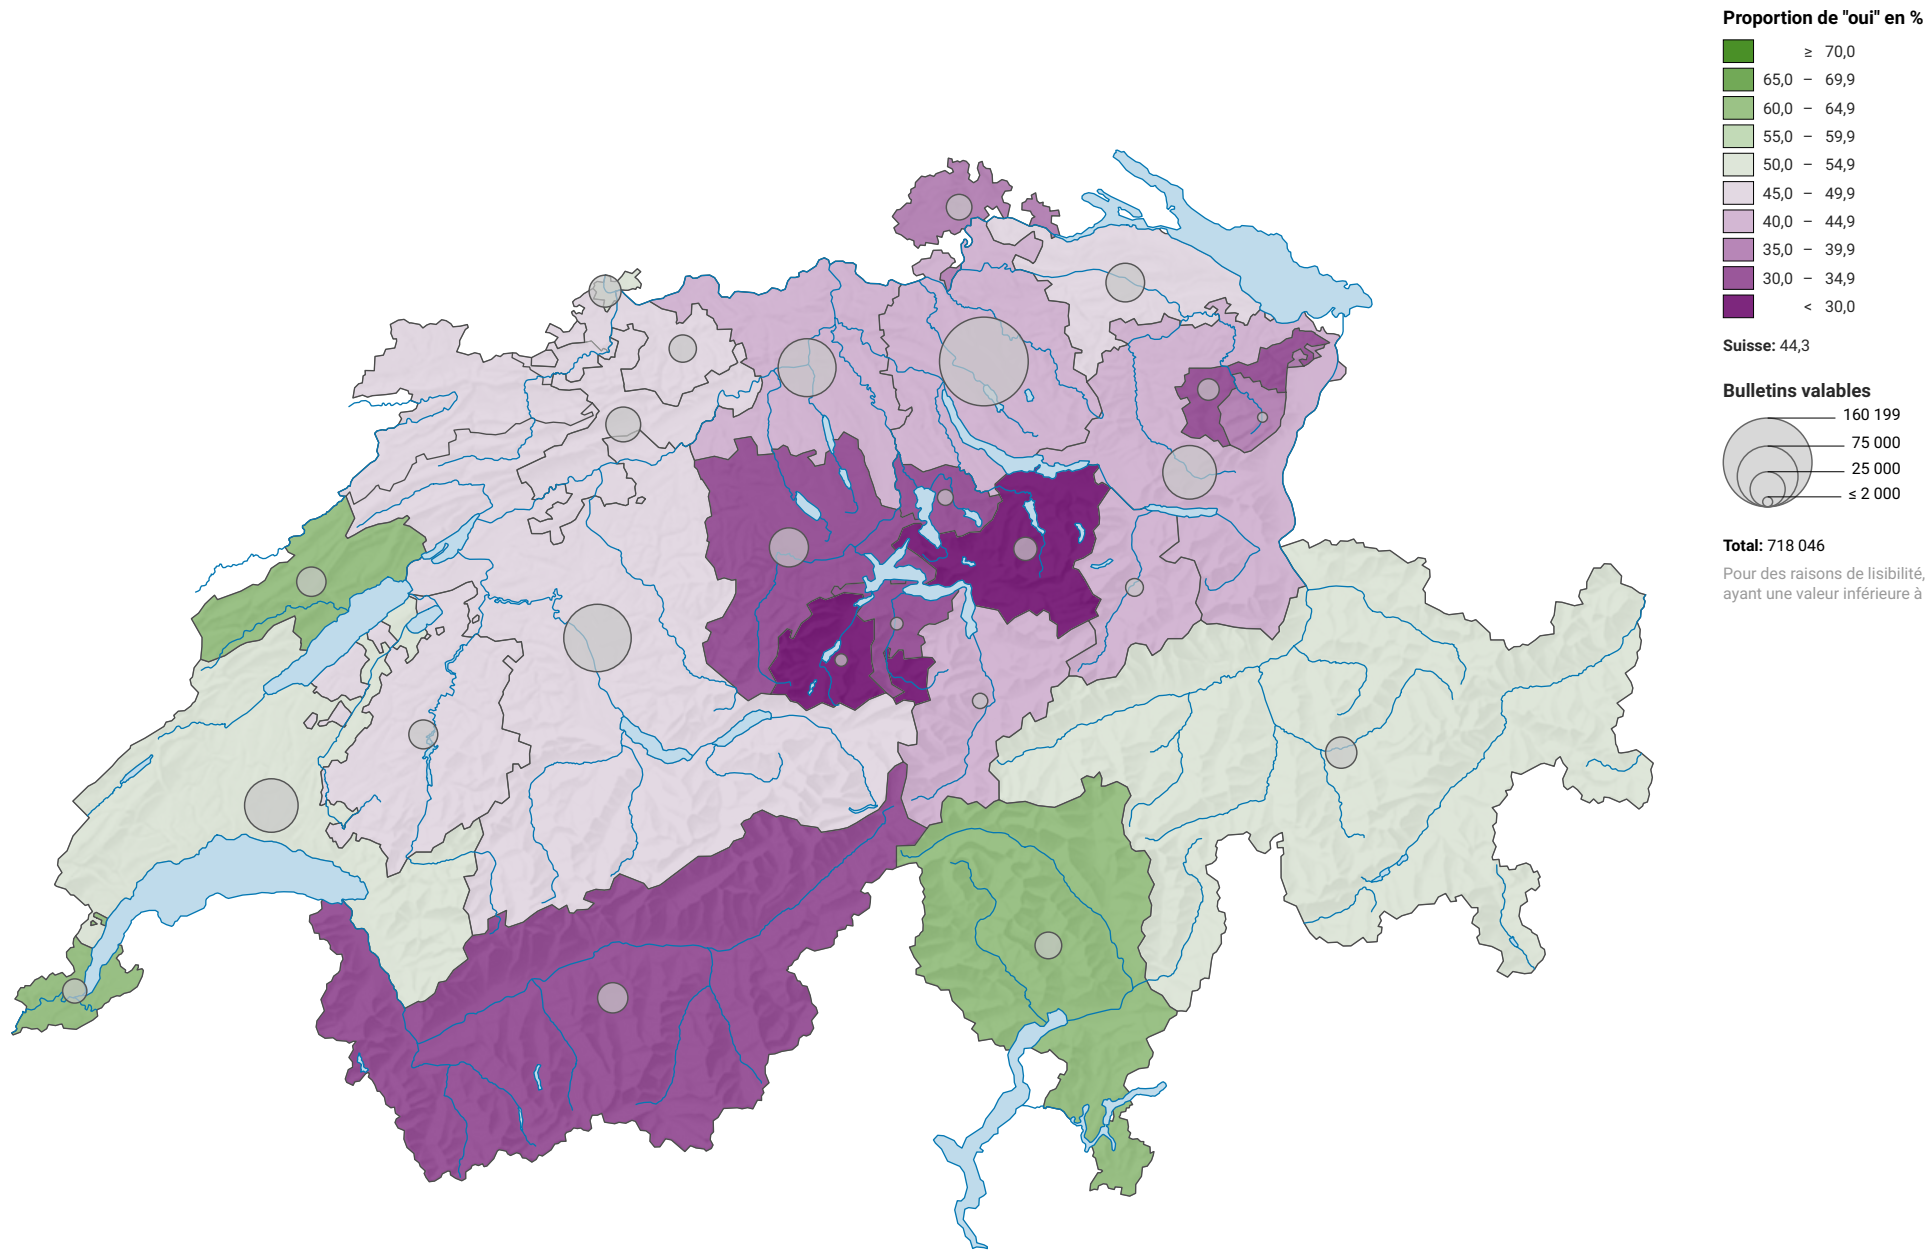 Proportion de "oui" en %
≥ 70,0
65,0 – 69,9
60,0 – 64,9
55,0 – 59,9
50,0 – 54,9
45,0 – 49,9
40,0 – 44,9
35,0 – 39,9
30,0 – 34,9
< 30,0
Suisse: 44,3
Bulletins valables
160 199
75 000
25 000
≤ 2 000
Total: 718 046
Pour des raisons de lisibilité,
ayant une valeur inférieure à